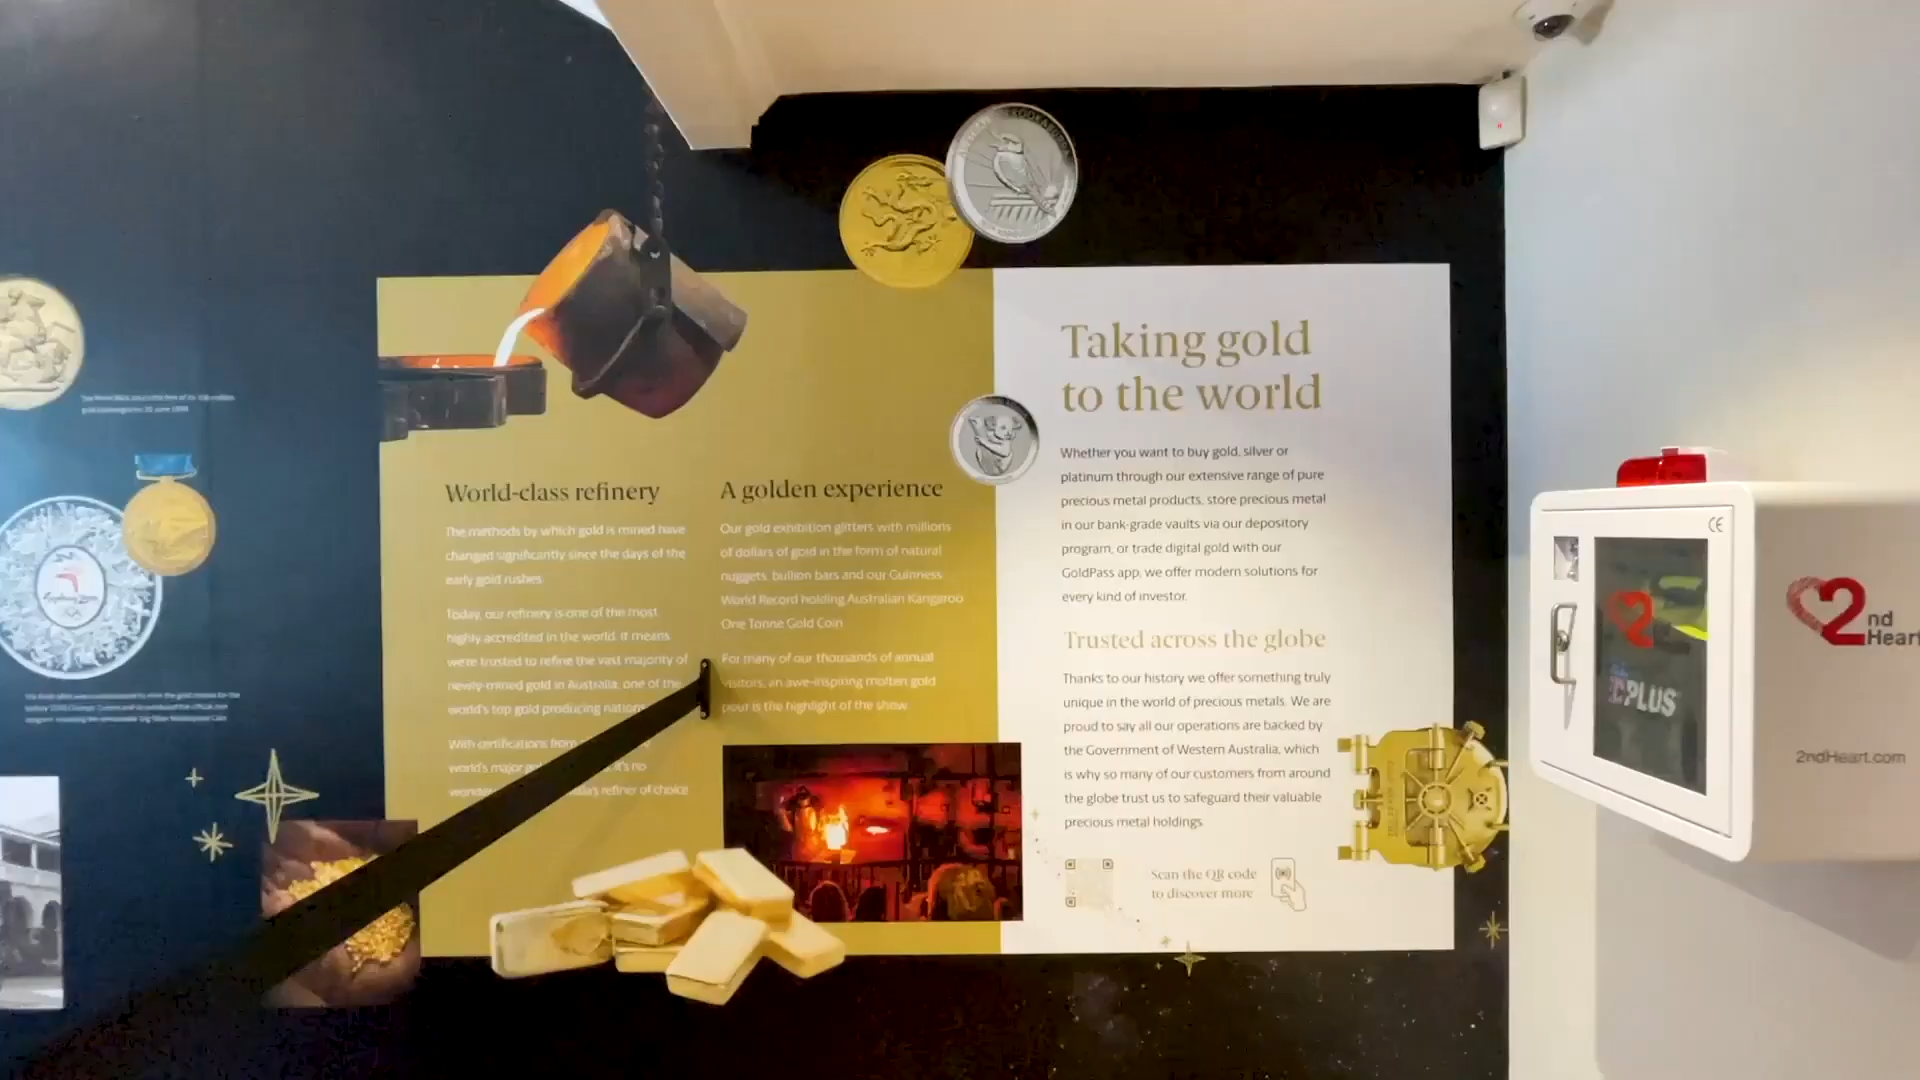 World-class refinery
The methods by which gold is mined have
changed significantly since the days of the
early gold rushes.
Today, our refinery is one of the most
highly accredited in the world. It means
we're trusted to refine the vast majority of
newly-mined gold in Australia, one of the
world's top gold producing nations
With certifications from
world's major it's no
refiner of choice
A golden experience
Our gold exhibition glitters with millions
of dollars of gold in the form of natural
nuggets, bullion bars and our Guinness
World Record holding Australian Kangaroo
One Tonne Gold Coin
For many of our thousands of annual
visitors, an awe-inspiring molten gold
pour is the highlight of the show
Taking gold
to the world
Whether you want to buy gold, silver or
platinum through our extensive range of pure
precious metal products, store precious metal
in our bank-grade vaults via our depository
program, or trade digital gold with our
GoldPass app, we offer modern solutions for
every kind of investor.
Trusted across the globe
Thanks to our history we offer something truly
unique in the world of precious metals. We are
proud to say all our operations are backed by
the Government of Western Australia, which
is why so many of our customers from around
the globe trust us to safeguard their valuable
precious metal holdings.
Scan the QR code
to discover more
CE
2
PLUS
2nd
Heart
2ndHeart.com